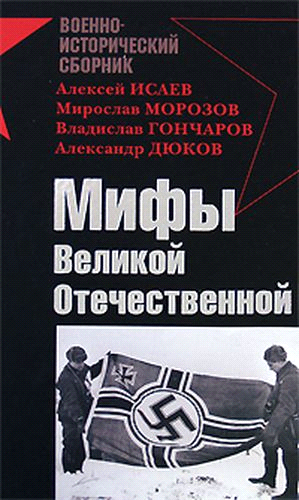 ВОЕННО-
ИСТОРИЧЕСКИЙ
СБОРНИК
Алексей ИСАЕВ
Мирослав МОРОЗОВ
Владислав ГОНЧАРОВ
Александр ДЮКОВ
Мифы
Великой
Отечественной